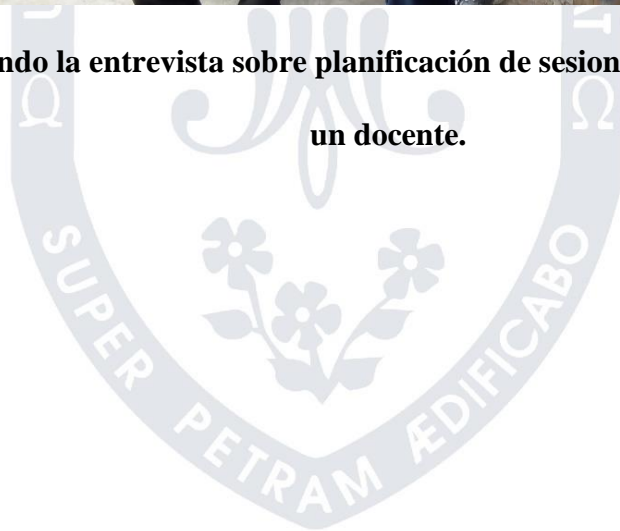 ndo la entrevista sobre planificación de sesion
un docente.
SUPER PETRAM ÆDIFICABO